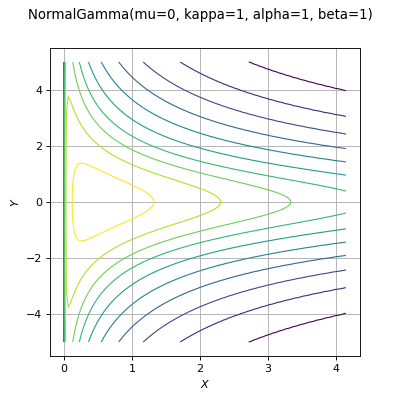 NormalGamma(mu=0, kappa=1, alpha=1, beta=1)
4
2
0
−2
−4
Y
0 1 2 3 4
X